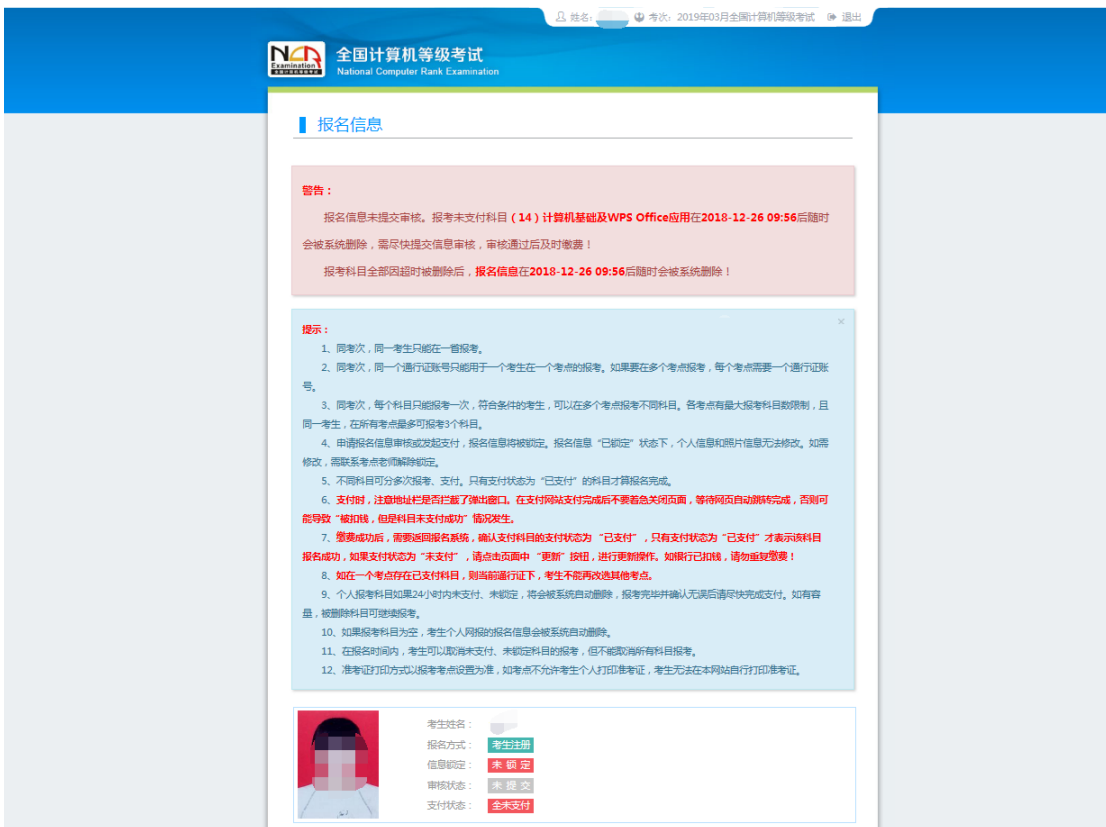 姓名：
考次：2019年03月全国计算机等级考试
退出
NCR
Examination
全国计算机等级考试
全国计算机等级考试
National Computer Rank Examination
报名信息
警告：
报名信息未提交审核。报考未支付科目（14）计算机基础及WPS Office应用在2018-12-26 09:56后随时
会被系统删除，需尽快提交信息审核，审核通过后及时缴费！
报考科目全部因超时被删除后，报名信息在2018-12-26 09:56后随时会被系统删除！
×
提示：
1、同考次，同一考生只能在一省报考。
2、同考次，同一个通行证账号只能用于一个考生在一个考点的报考。如果要在多个考点报考，每个考点需要一个通行证账
号。
3、同考次，每个科目只能报考一次，符合条件的考生，可以在多个考点报考不同科目。各考点有最大报考科目数限制，且
同一考生，在所有考点最多可报考3个科目。
4、申请报名信息审核或发起支付，报名信息将被锁定。报名信息“已锁定”状态下，个人信息和照片信息无法修改。如需
修改，需联系考点老师解除锁定。
5、不同科目可分多次报考、支付。只有支付状态为“已支付”的科目才算报名完成。
6、支付时，注意地址栏是否拦截了弹出窗口。在支付网站支付完成后不要着急关闭页面，等待网页自动跳转完成，否则可
能导致“被扣钱，但是科目未支付成功”情况发生。
7、缴费成功后，需要返回报名系统，确认支付科目的支付状态为 “已支付”，只有支付状态为“已支付”才表示该科目
报名成功，如果支付状态为“未支付”，请点击页面中“更新”按钮，进行更新操作。如银行已扣钱，请勿重复缴费！
8、如在一个考点存在已支付科目，则当前通行证下，考生不能再改选其他考点。
9、个人报考科目如果24小时内未支付、未锁定，将会被系统自动删除，报考完毕并确认无误后请尽快完成支付。如有容
量，被删除科目可继续报考。
10、如果报考科目为空，考生个人网报的报名信息会被系统自动删除。
11、在报名时间内，考生可以取消未支付、未锁定科目的报考，但不能取消所有科目报考。
12、准考证打印方式以报考考点设置为准，如考点不允许考生个人打印准考证，考生无法在本网站自行打印准考证。
考生姓名：
报名方式：考生注册
信息锁定：未 锁 定
审核状态：未 提 交
支付状态：全未支付